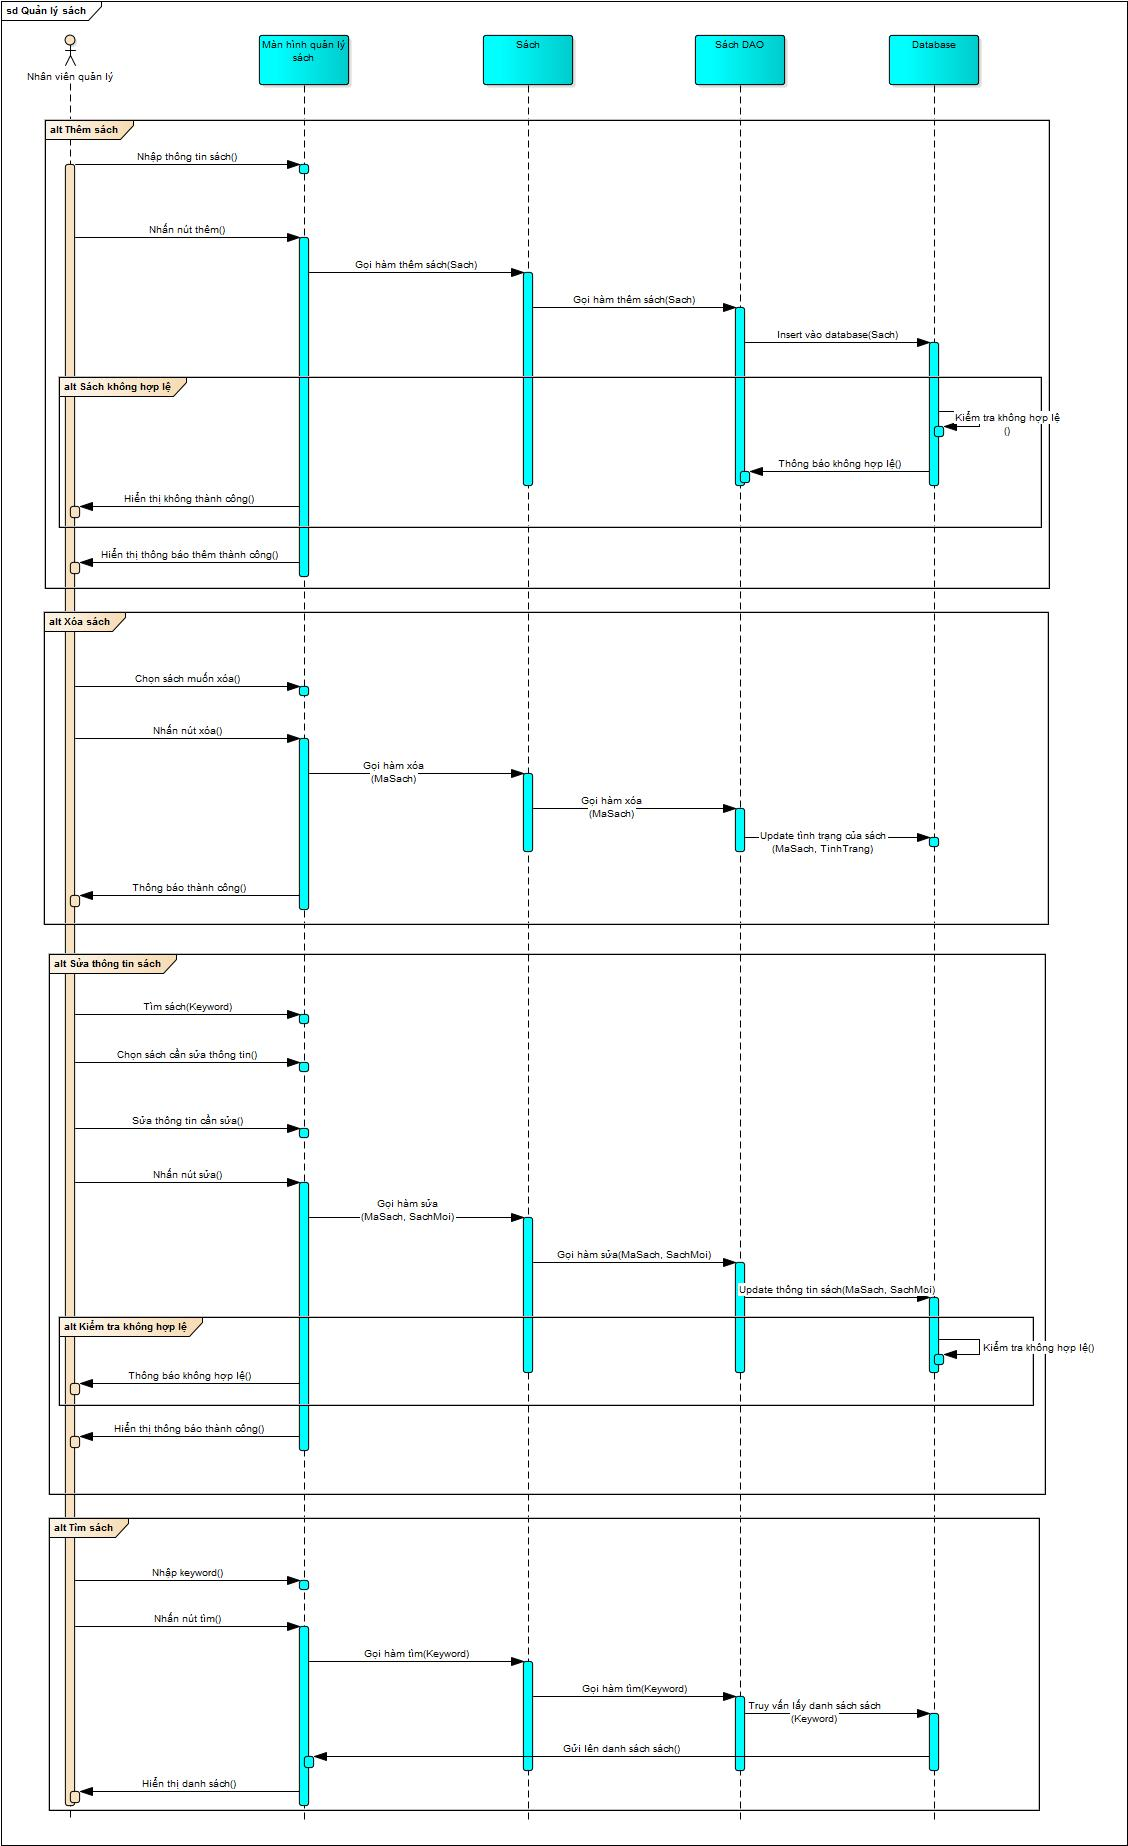 sd Quản lý sách
Nhân viên quản lý
Màn hình quản lý
sách
Sách
Sách DAO
Database
alt Thêm sách
Nhập thông tin sách()
Nhấn nút thêm()
Gọi hàm thêm sách(Sach)
Gọi hàm thêm sách(Sach)
Insert vào database(Sach)
alt Sách không hợp lệ
Kiểm tra không hợp lệ
()
Thông báo không hợp lệ()
Hiển thị không thành công()
Hiển thị thông báo thêm thành công()
alt Xóa sách
Chọn sách muốn xóa()
Nhấn nút xóa()
Gọi hàm xóa
(MaSach)
Gọi hàm xóa
(MaSach)
Update tình trạng của sách
(MaSach, TinhTrang)
Thông báo thành công()
alt Sửa thông tin sách
Tìm sách(Keyword)
Chọn sách cần sửa thông tin()
Sửa thông tin cần sửa()
Nhấn nút sửa()
Gọi hàm sửa
(MaSach, SachMoi)
Gọi hàm sửa(MaSach, SachMoi)
Update thông tin sách(MaSach, SachMoi)
alt Kiểm tra không hợp lệ
Kiểm tra không hợp lệ()
Thông báo không hợp lệ()
Hiển thị thông báo thành công()
alt Tìm sách
Nhập keyword()
Nhấn nút tìm()
Gọi hàm tìm(Keyword)
Gọi hàm tìm(Keyword)
Truy vấn lấy danh sách sách
(Keyword)
Gửi lên danh sách sách()
Hiển thị danh sách()